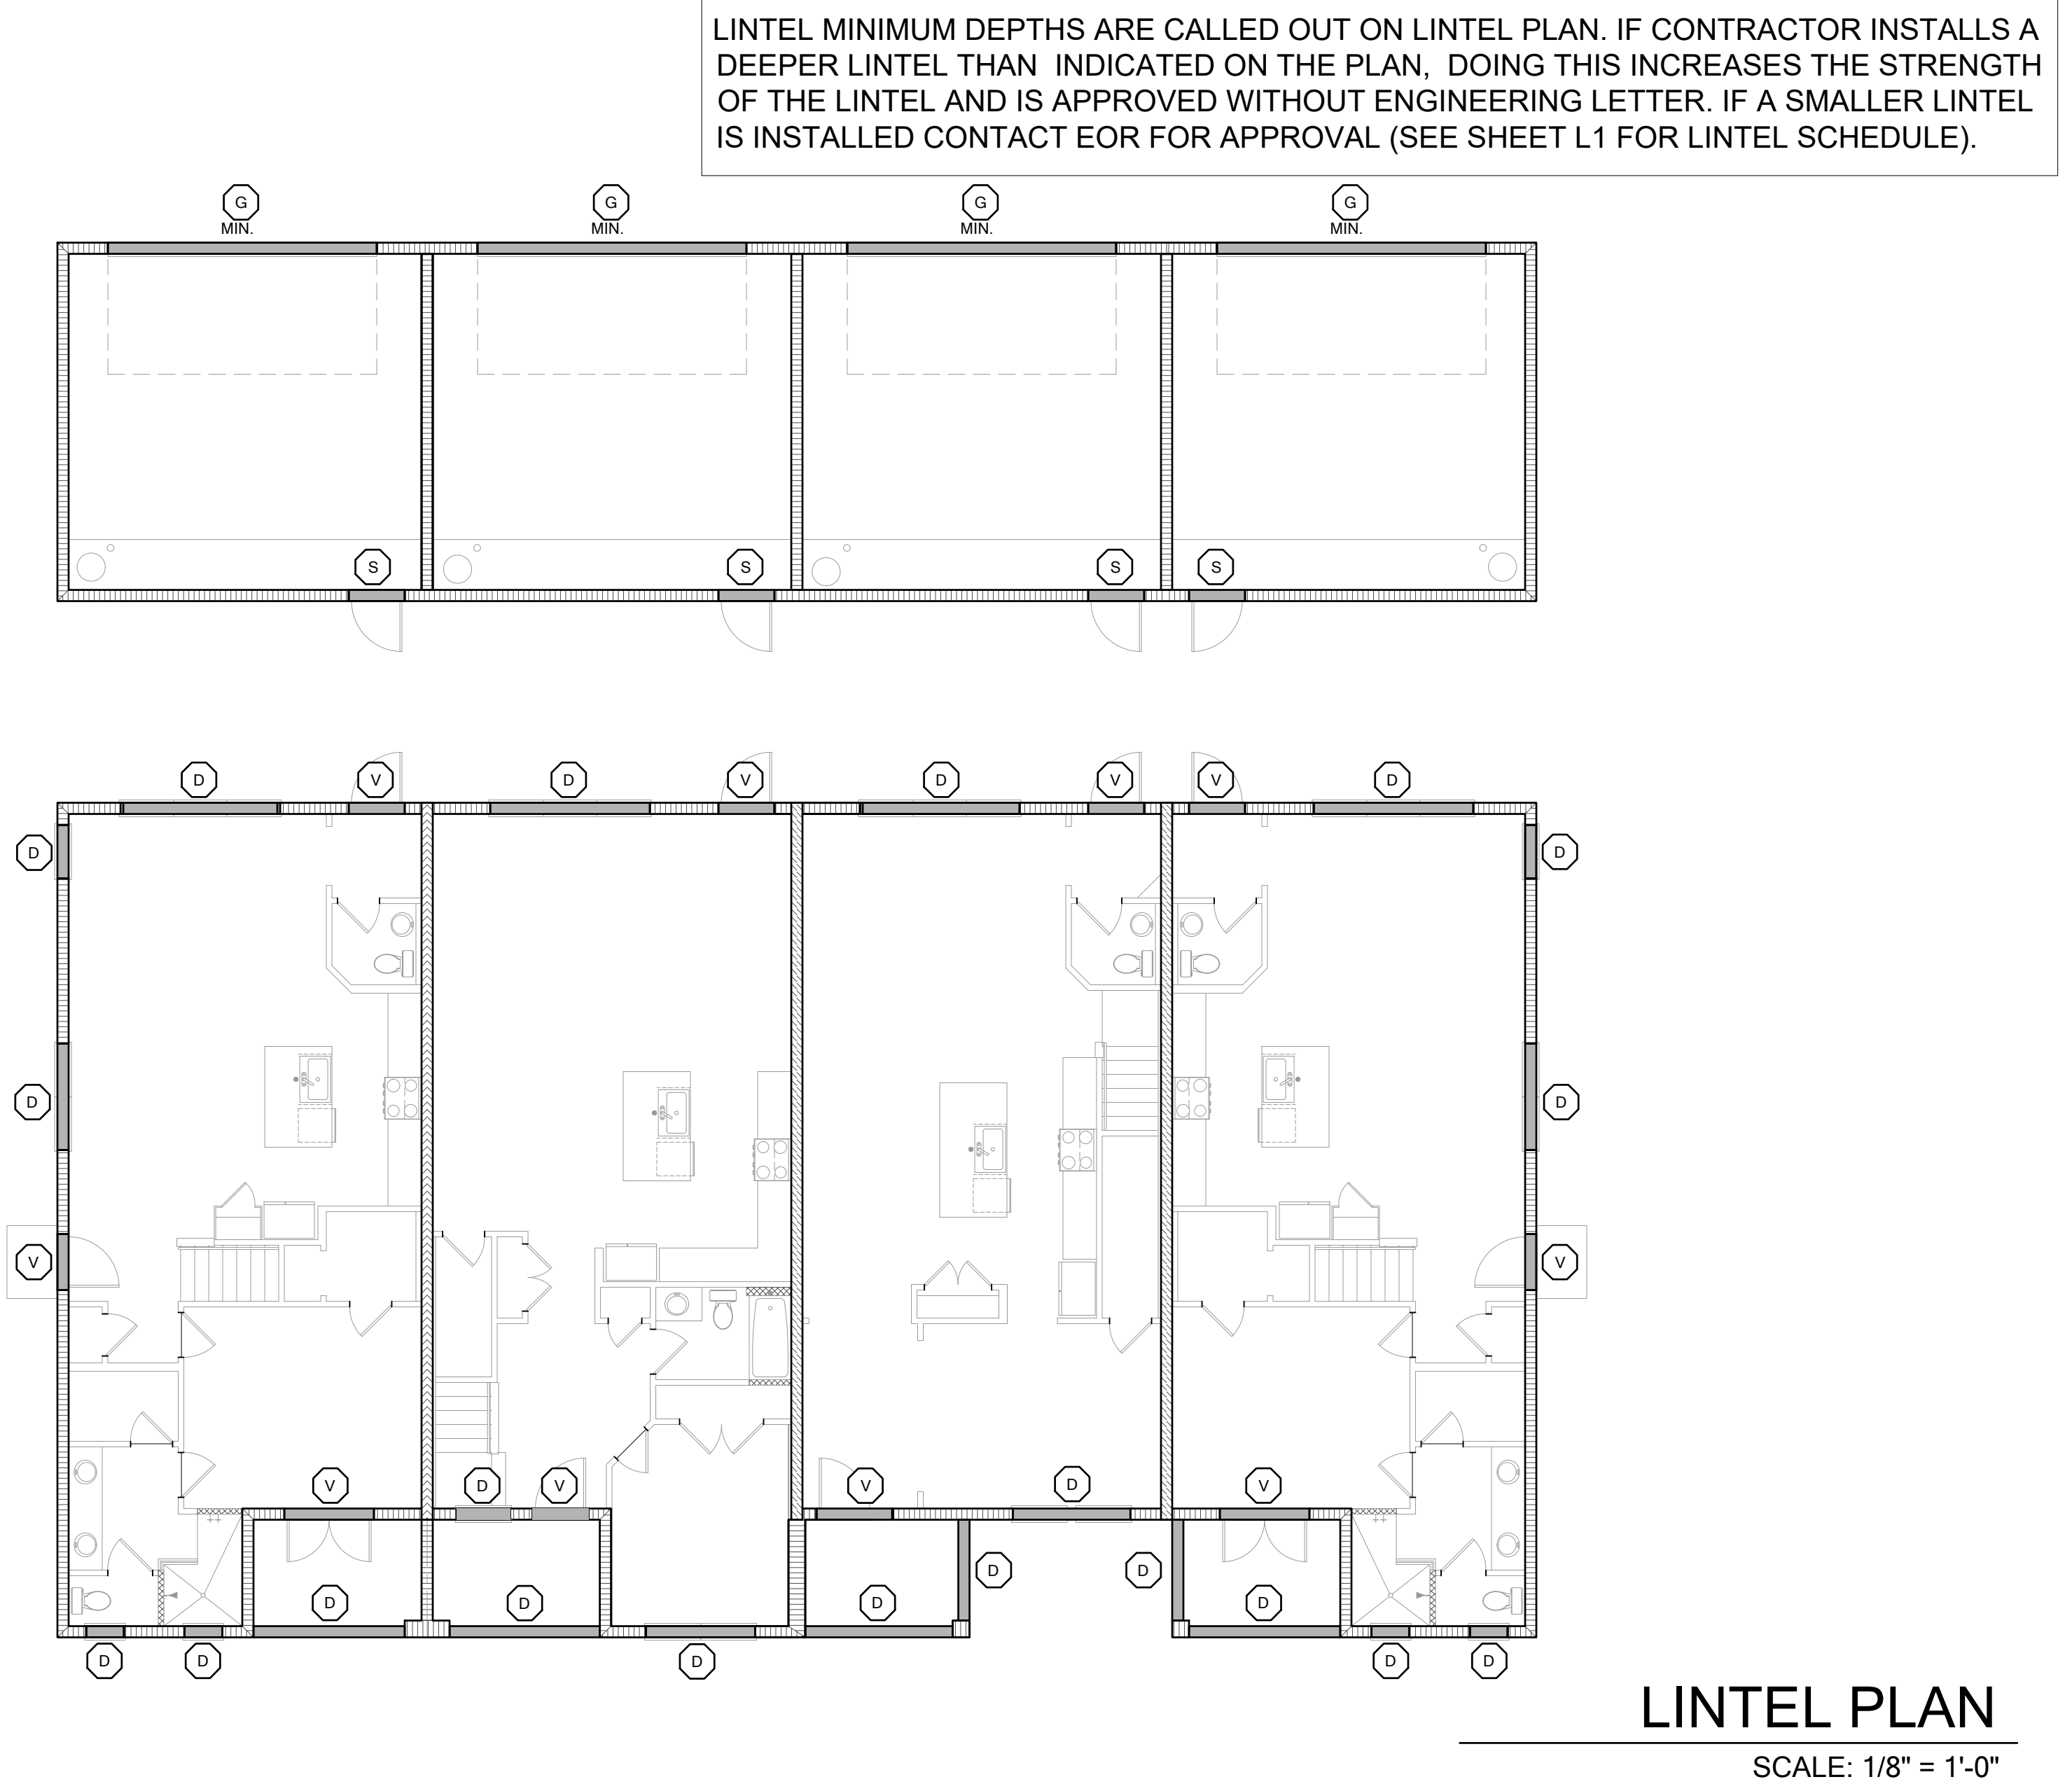 LINTEL MINIMUM DEPTHS ARE CALLED OUT ON LINTEL PLAN. IF CONTRACTOR INSTALLS A
DEEPER LINTEL THAN INDICATED ON THE PLAN, DOING THIS INCREASES THE STRENGTH
OF THE LINTEL AND IS APPROVED WITHOUT ENGINEERING LETTER. IF A SMALLER LINTEL
IS INSTALLED CONTACT EOR FOR APPROVAL (SEE SHEET L1 FOR LINTEL SCHEDULE).
G G G G
MIN. MIN. MIN. MIN.
S S S S
D V D V D V V D
D D
D D
V V
V D V V D V
D D
D D D D
D D D D D
LINTEL PLAN
SCALE: 1/8" = 1'-0"